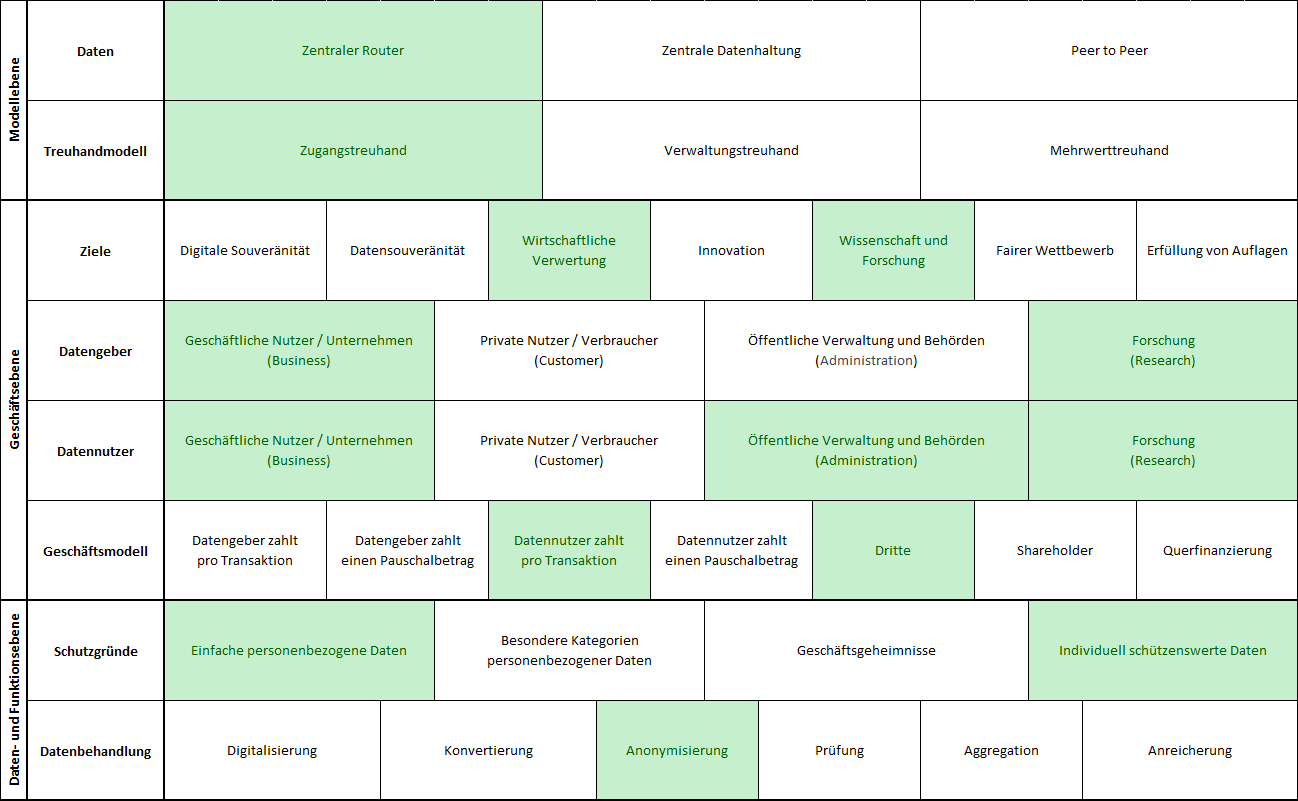 Modellebene
Daten
Zentraler Router
Zentrale Datenhaltung
Peer to Peer
Treuhandmodell
Zugangstreuhand
Verwaltungstreuhand
Mehrwerttreuhand
Geschäftsebene
Ziele
Digitale Souveränität
Datensouveränität
Wirtschaftliche
Verwertung
Innovation
Wissenschaft und
Forschung
Fairer Wettbewerb
Erfüllung von Auflagen
Datengeber
Geschäftliche Nutzer / Unternehmen
(Business)
Private Nutzer / Verbraucher
(Customer)
Öffentliche Verwaltung und Behörden
(Administration)
Forschung
(Research)
Datennutzer
Geschäftliche Nutzer / Unternehmen
(Business)
Private Nutzer / Verbraucher
(Customer)
Öffentliche Verwaltung und Behörden
(Administration)
Forschung
(Research)
Geschäftsmodell
Datengeber zahlt
pro Transaktion
Datengeber zahlt
einen Pauschalbetrag
Datennutzer zahlt
pro Transaktion
Datennutzer zahlt
einen Pauschalbetrag
Dritte
Shareholder
Querfinanzierung
Daten- und Funktionsebene
Schutzgründe
Einfache personenbezogene Daten
Besondere Kategorien
personenbezogener Daten
Geschäftsgeheimnisse
Individuell schützenswerte Daten
Datenbehandlung
Digitalisierung
Konvertierung
Anonymisierung
Prüfung
Aggregation
Anreicherung